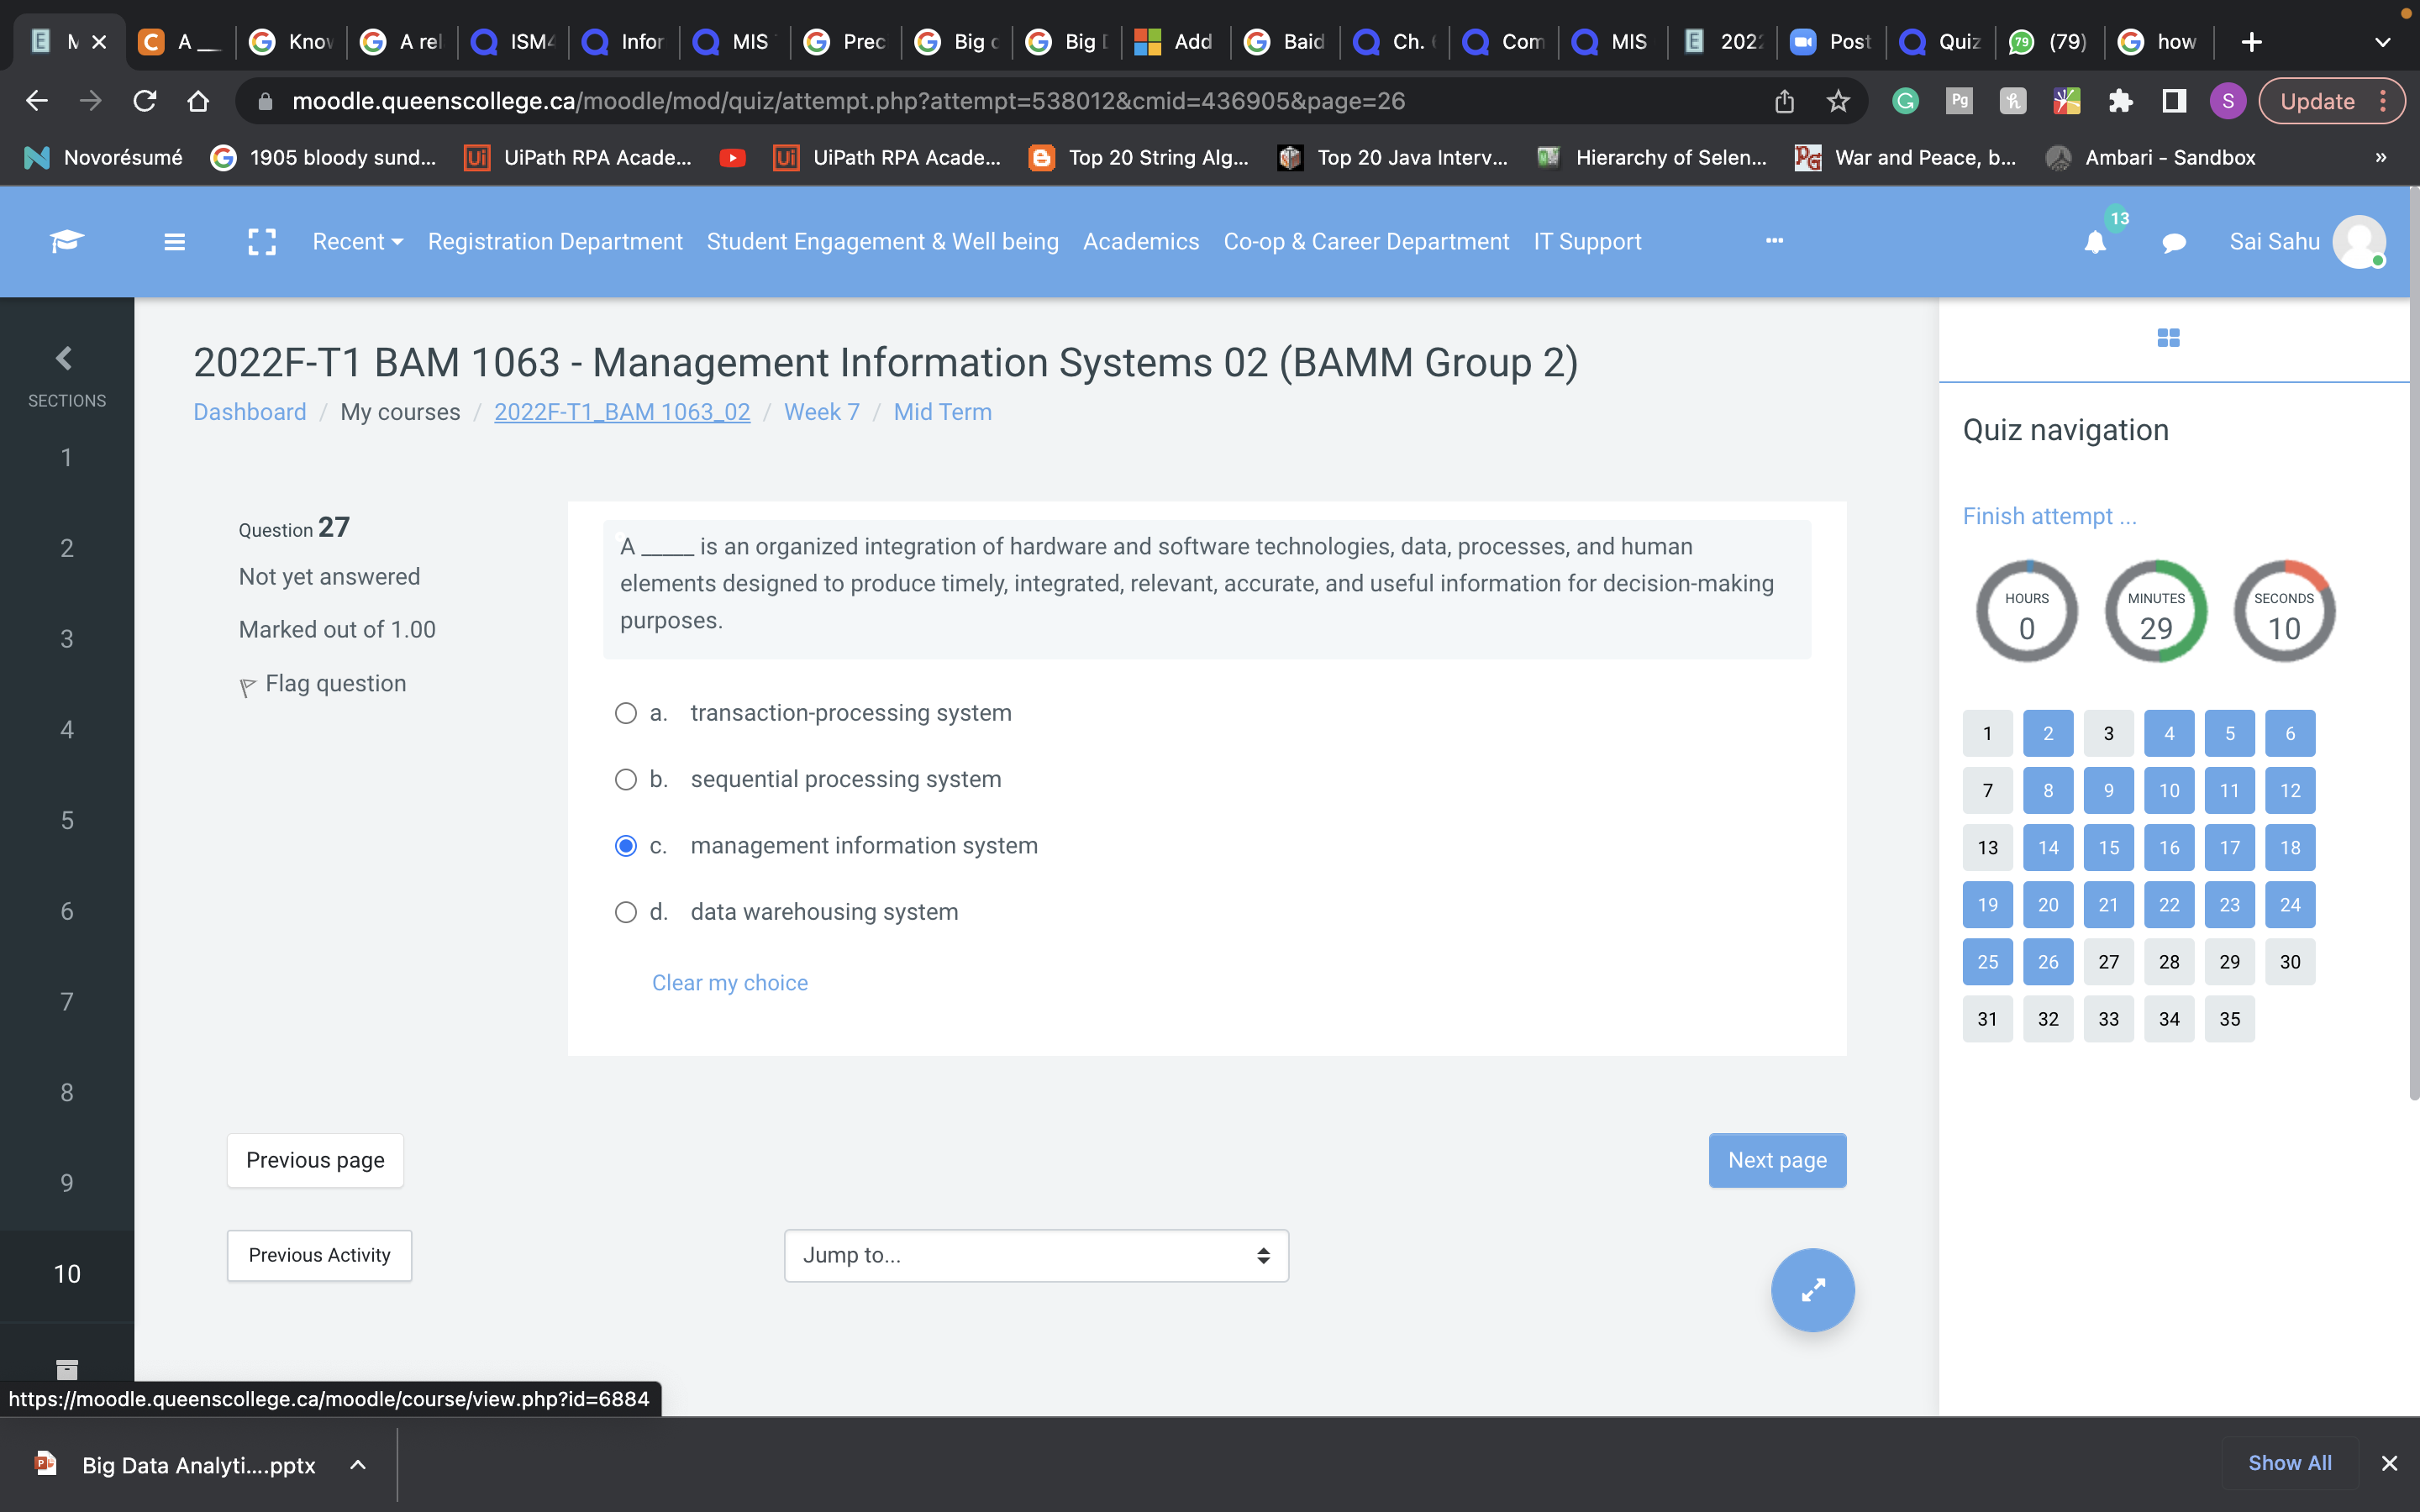 A
Know
A rel
ISM4
Infor
MIS
Prec
Big
Big
Add
Baid
Ch.
Com
MIS
202
Post
Quiz
79
(79)
how
moodle.queenscollege.ca/moodle/mod/quiz/attempt.php?attempt=538012&cmid=436905&page=26
Pg
S
Update
Novorésumé
1905 bloody sund...
UiPath RPA Acade...
UiPath RPA Acade...
Top 20 String Alg...
Top 20 Java Interv...
Hierarchy of Selen...
War and Peace, b...
Ambari - Sandbox
»
Recent
Registration Department
Student Engagement & Well being
Academics
Co-op & Career Department
IT Support
...
13
Sai Sahu
SECTIONS
1
2
3
4
5
6
7
8
9
10
2022F-T1 BAM 1063 - Management Information Systems 02 (BAMM Group 2)
Dashboard / My courses / 2022F-T1_BAM 1063_02 / Week 7 / Mid Term
Question 27
Not yet answered
Marked out of 1.00
Flag question
A _____ is an organized integration of hardware and software technologies, data, processes, and human
elements designed to produce timely, integrated, relevant, accurate, and useful information for decision-making
purposes.
a. transaction-processing system
b. sequential processing system
c. management information system
d. data warehousing system
Clear my choice
Previous page
Next page
Previous Activity
Jump to...
Quiz navigation
Finish attempt ...
HOURS
0
MINUTES
29
SECONDS
10
1 2 3 4 5 6
7 8 9 10 11 12
13 14 15 16 17 18
19 20 21 22 23 24
25 26 27 28 29 30
31 32 33 34 35
https://moodle.queenscollege.ca/moodle/course/view.php?id=6884
Big Data Analyti....pptx
Show All